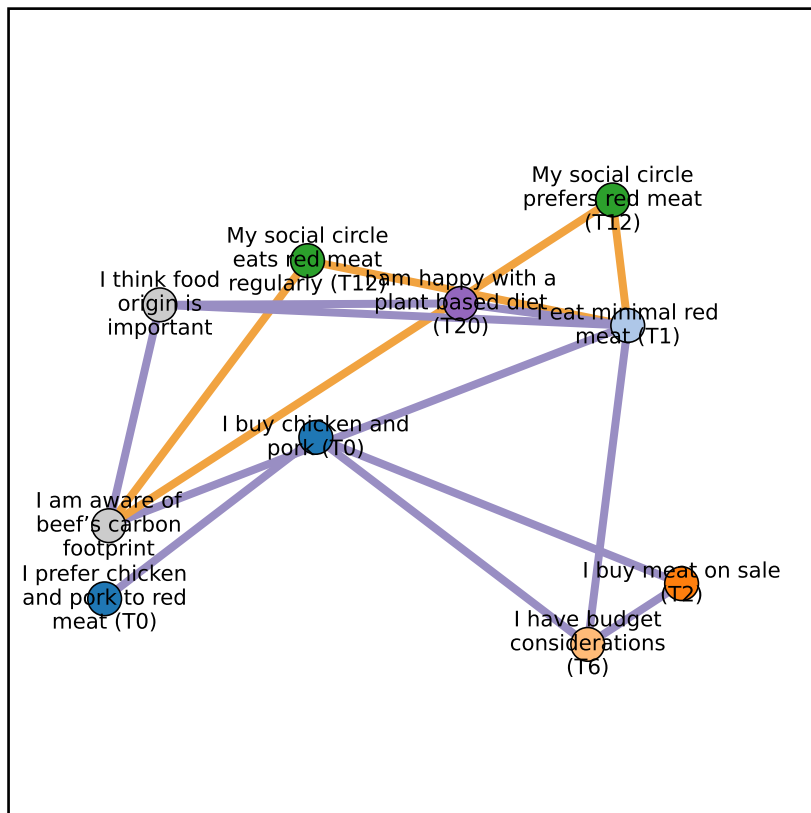 My social circle
prefers red meat
(T12)
My social circle
eats red meat
regularly (T12)
I think food
origin is
important
I am happy with a
plant based diet
(T20)
I eat minimal red
meat (T1)
I buy chicken and
pork (T0)
I am aware of
beef’s carbon
footprint
I prefer chicken
and pork to red
meat (T0)
I buy meat on sale
(T2)
I have budget
considerations
(T6)